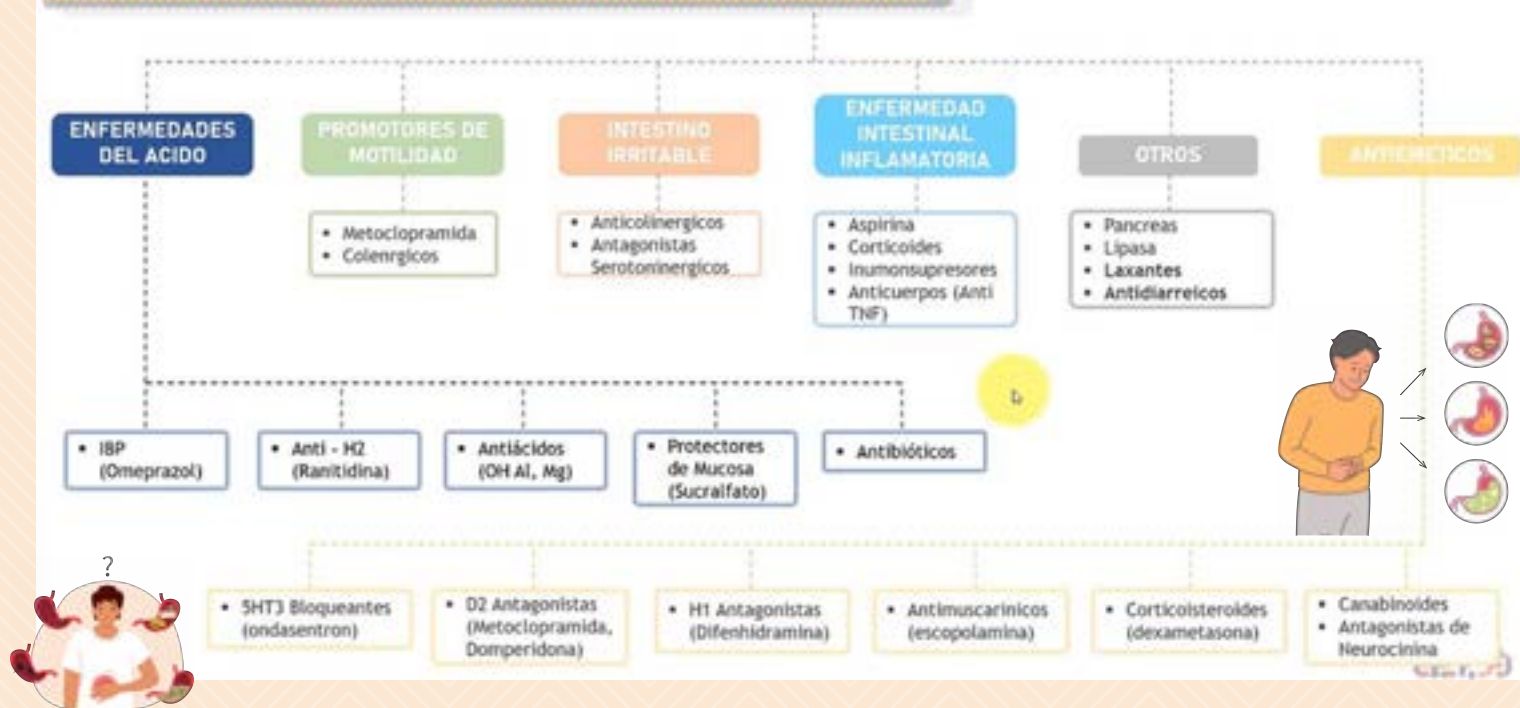 ENFERMEDADES
DEL ACIDO
PROMOTORES DE
MOTILIDAD
INTESTINO
IRRITABLE
ENFERMEDAD
INTESTINAL
INFLAMATORIA
OTROS
ANTIEMETICOS
• Metoclopramida
• Colenrgicos
• Anticolinergicos
• Antagonistas
Serotoninergicos
• Aspirina
• Corticoides
• Inumonsupresores
• Anticuerpos (Anti
TNF)
• Pancreas
• Lipasa
• Laxantes
• Antidiarreicos
• IBP
(Omeprazol)
• Anti - H2
(Ranitidina)
• Antiácidos
(OH Al, Mg)
• Protectores
de Mucosa
(Sucralfato)
• Antibióticos
?
• 5HT3 Bloqueantes
(ondasentron)
• D2 Antagonistas
(Metoclopramida,
Domperidona)
• H1 Antagonistas
(Difenhidramina)
• Antimuscarinicos
(escopolamina)
• Corticoisteroides
(dexametasona)
• Canabinoides
• Antagonistas de
Neurocinina